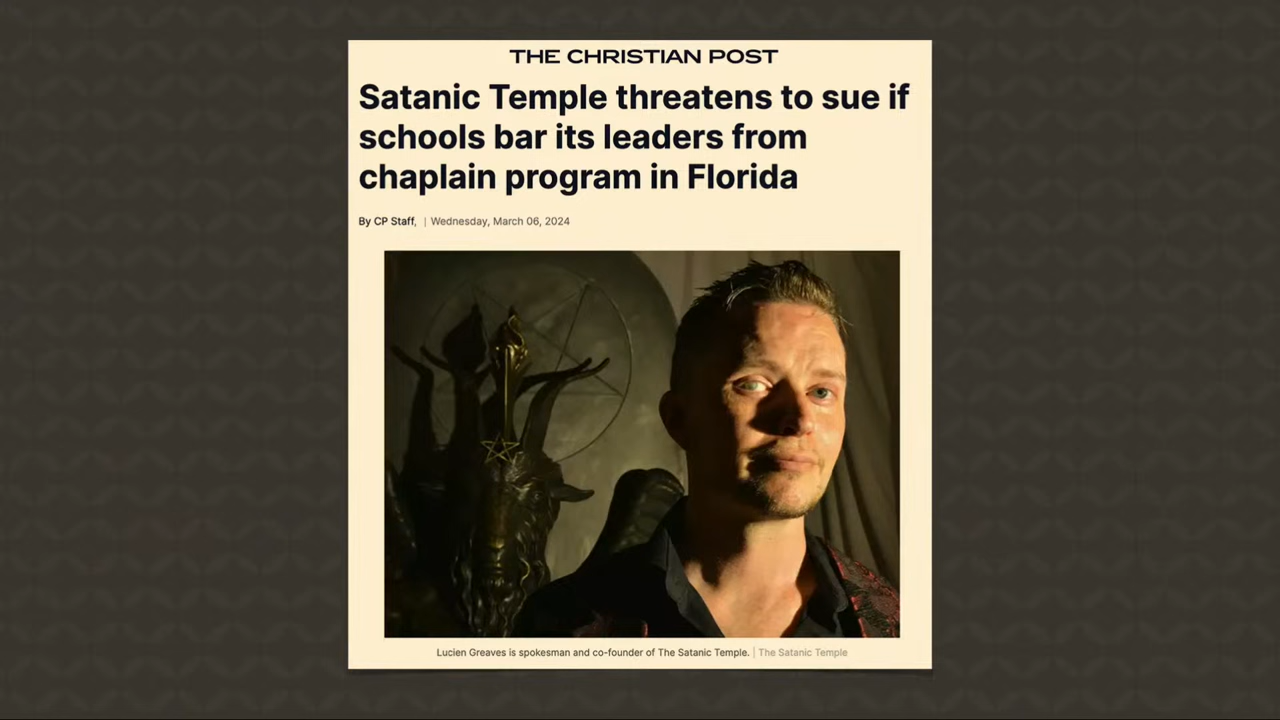 THE CHRISTIAN POST
Satanic Temple threatens to sue if
schools bar its leaders from
chaplain program in Florida
By CP Staff, | Wednesday, March 06, 2024
Lucien Greaves is spokesman and co-founder of The Satanic Temple. | The Satanic Temple